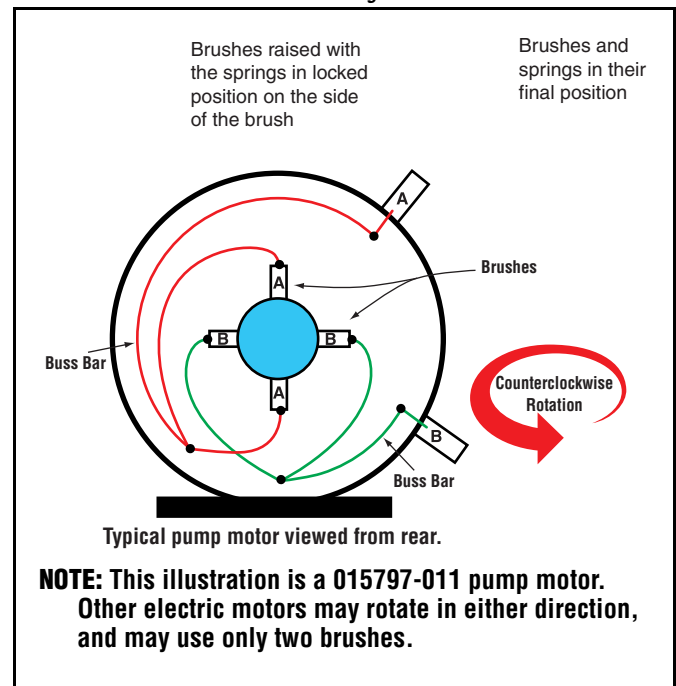 Brushes raised with
the springs in locked
position on the side
of the brush
Brushes and
springs in their
final position
A
A
Brushes
B
B
Buss Bar
A
Counterclockwise
Rotation
B
Buss Bar
Typical pump motor viewed from rear.
NOTE: This illustration is a 015797-011 pump motor.
Other electric motors may rotate in either direction,
and may use only two brushes.